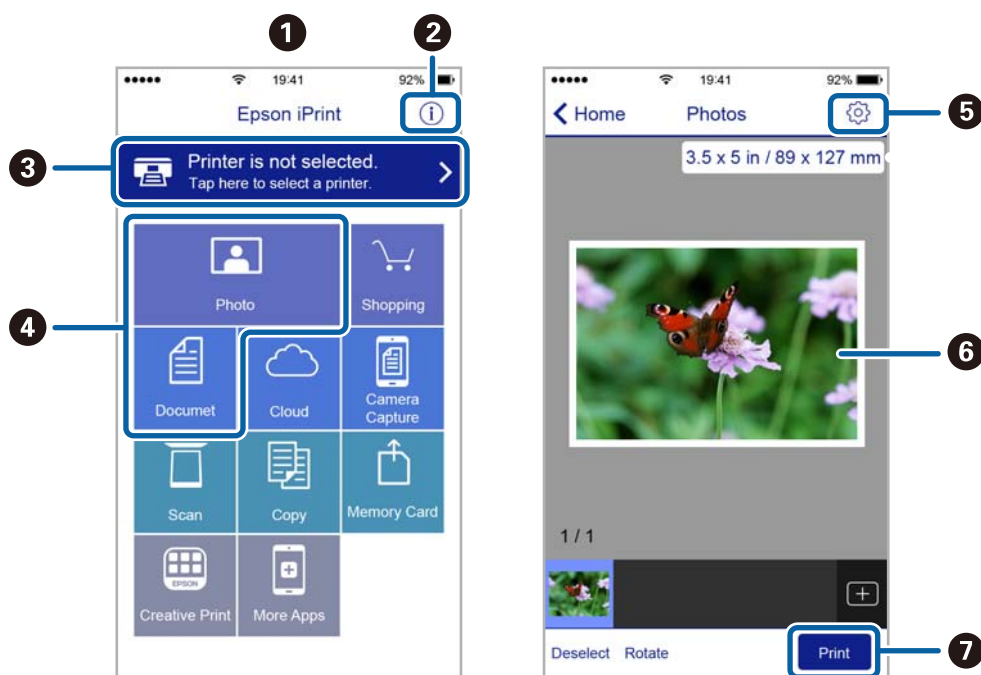 1
2
19:41
92%
Epson iPrint
i
3
Printer is not selected.
Tap here to select a printer.
4
Photo
Shopping
Documet
Cloud
Camera
Capture
Scan
Copy
Memory Card
EPSON
Creative Print
More Apps
19:41
92%
Home
Photos
5
3.5 x 5 in / 89 x 127 mm
6
1 / 1
Deselect
Rotate
Print
7